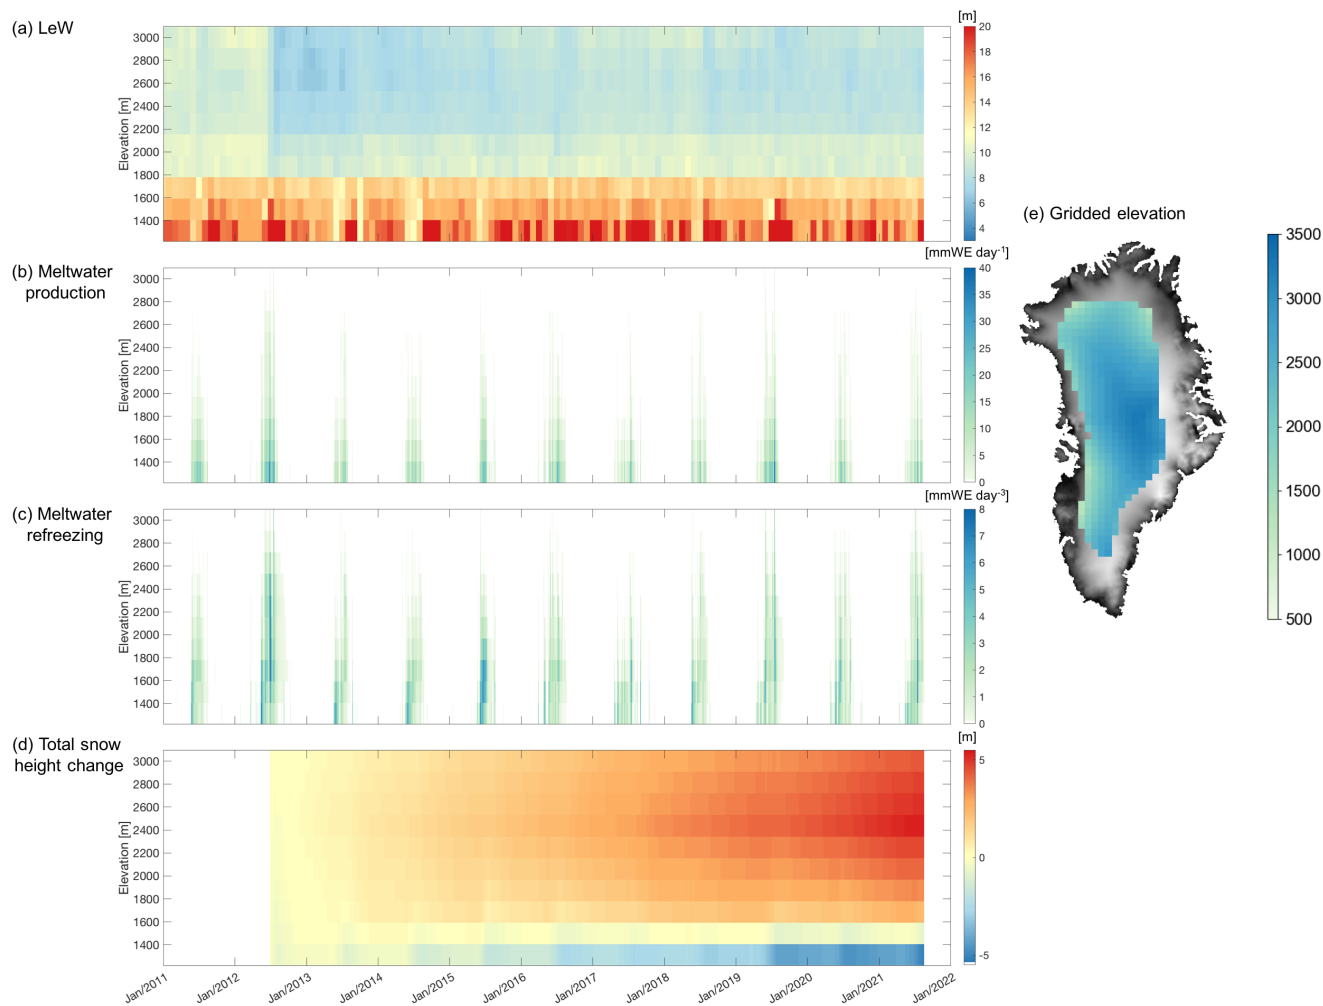 (a) LeW
[m]
Elevation [m]
3000
2800
2600
2400
2200
2000
1800
1600
1400
20
18
16
14
12
10
8
6
4
(b) Meltwater
production
[mmWE day-1]
Elevation [m]
3000
2800
2600
2400
2200
2000
1800
1600
1400
40
35
30
25
20
15
10
5
0
(c) Meltwater
refreezing
[mmWE day-3]
Elevation [m]
3000
2800
2600
2400
2200
2000
1800
1600
1400
8
7
6
5
4
3
2
1
0
(d) Total snow
height change
[m]
Elevation [m]
3000
2800
2600
2400
2200
2000
1800
1600
1400
5
0
-5
Jan/2011
Jan/2012
Jan/2013
Jan/2014
Jan/2015
Jan/2016
Jan/2017
Jan/2018
Jan/2019
Jan/2020
Jan/2021
Jan/2022
(e) Gridded elevation
3500
3000
2500
2000
1500
1000
500